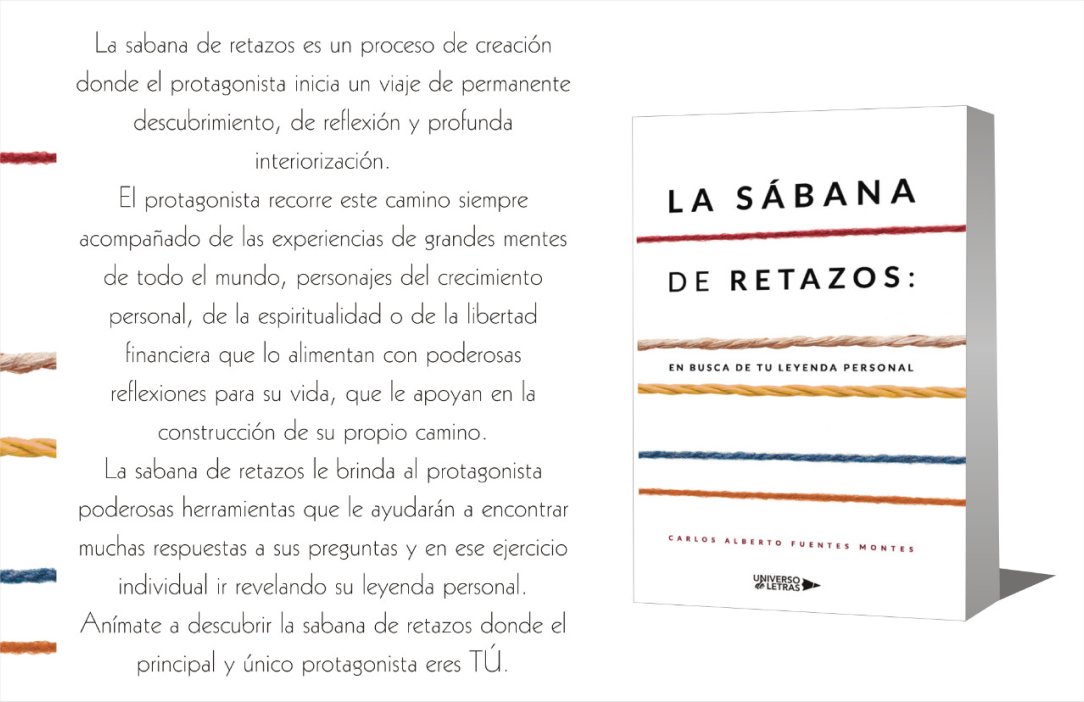 La sabana de retazos es un proceso de creación
donde el protagonista inicia un viaje de permanente
descubrimiento, de reflexión y profunda
interiorización.
El protagonista recorre este camino siempre
acompañado de las experiencias de grandes mentes
de todo el mundo, personajes del crecimiento
personal, de la espiritualidad o de la libertad
financiera que lo alimentan con poderosas
reflexiones para su vida, que le apoyan en la
construcción de su propio camino.
La sabana de retazos le brinda al protagonista
poderosas herramientas que le ayudarán a encontrar
muchas respuestas a sus preguntas y en ese ejercicio
individual ir revelando su leyenda personal.
Anímate a descubrir la sabana de retazos donde el
principal y único protagonista eres TÚ.
LA SÁBANA
DE RETAZOS:
EN BUSCA DE TU LEYENDA PERSONAL
CARLOS ALBERTO FUENTES MONTES
UNIVERSO
de LETRAS